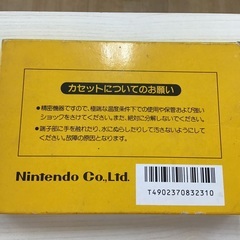 カセットについてのお願い
●精密機器ですので、極端な温度条件下での使用や保管および強い
ショックをさけてください。また、絶対に分解しないでください。
●端子部に手を触れたり、水にぬらしたりして汚さないようにして
ください。故障の原因となります。
Nintendo Co.,Ltd.
T4902370832310